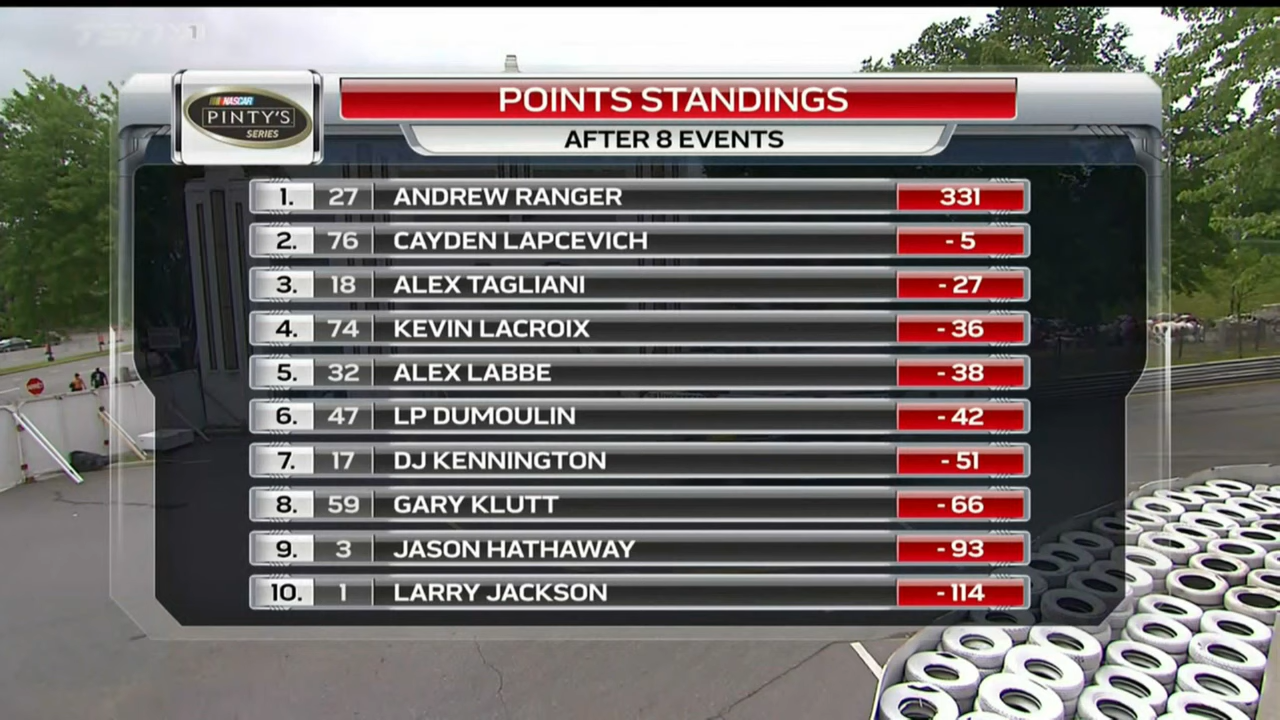 TSN 1
NASCAR
PINTY'S
SERIES
POINTS STANDINGS
AFTER 8 EVENTS
1. 27 ANDREW RANGER 331
2. 76 CAYDEN LAPCEVICH - 5
3. 18 ALEX TAGLIANI - 27
4. 74 KEVIN LACROIX - 36
5. 32 ALEX LABBE - 38
6. 47 LP DUMOULIN - 42
7. 17 DJ KENNINGTON - 51
8. 59 GARY KLUTT - 66
9. 3 JASON HATHAWAY - 93
10. 1 LARRY JACKSON - 114